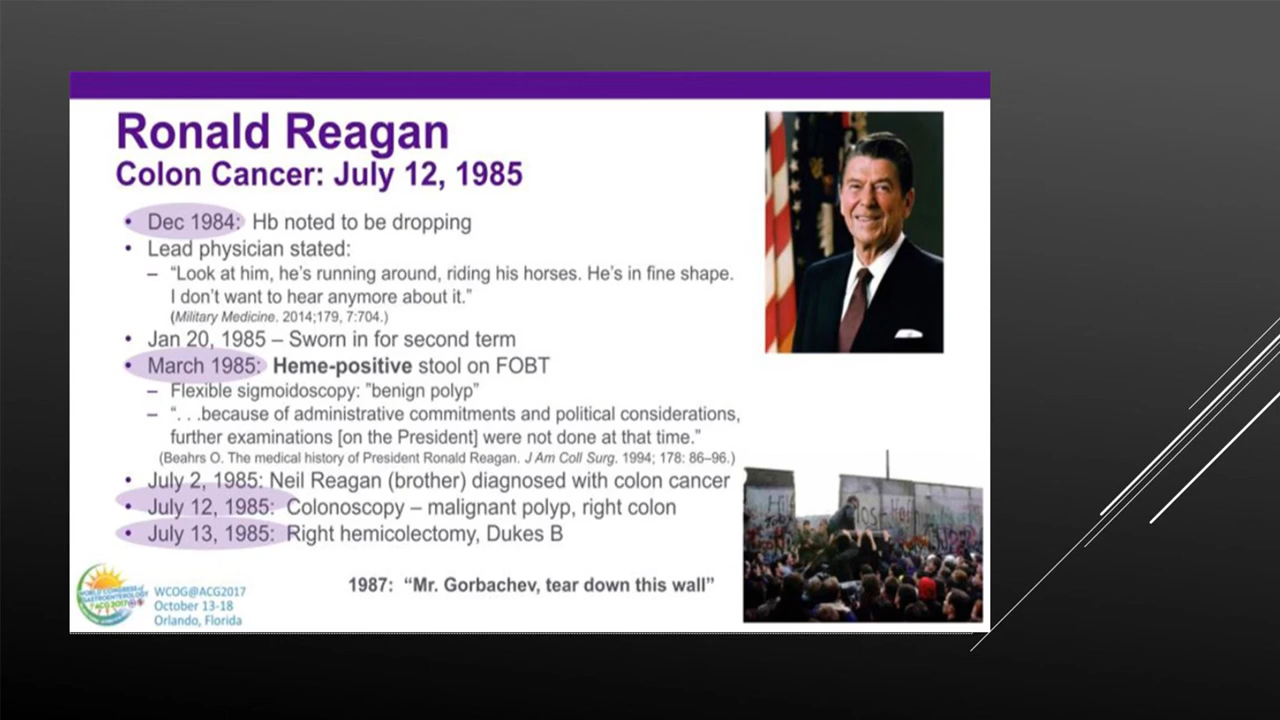 Ronald Reagan
Colon Cancer: July 12, 1985
• Dec 1984: Hb noted to be dropping
• Lead physician stated:
– “Look at him, he’s running around, riding his horses. He’s in fine shape.
I don’t want to hear anymore about it.”
(Military Medicine. 2014;179, 7:704.)
• Jan 20, 1985 – Sworn in for second term
• March 1985: Heme-positive stool on FOBT
– Flexible sigmoidoscopy: ”benign polyp”
– “. . .because of administrative commitments and political considerations,
further examinations [on the President] were not done at that time.”
(Beahrs O. The medical history of President Ronald Reagan. J Am Coll Surg. 1994; 178: 86–96.)
• July 2, 1985: Neil Reagan (brother) diagnosed with colon cancer
• July 12, 1985: Colonoscopy – malignant polyp, right colon
• July 13, 1985: Right hemicolectomy, Dukes B
1987: “Mr. Gorbachev, tear down this wall”
WORLD CONGRESS of
GASTROENTEROLOGY
ACG 2017
WCOG@ACG2017
October 13-18
Orlando, Florida